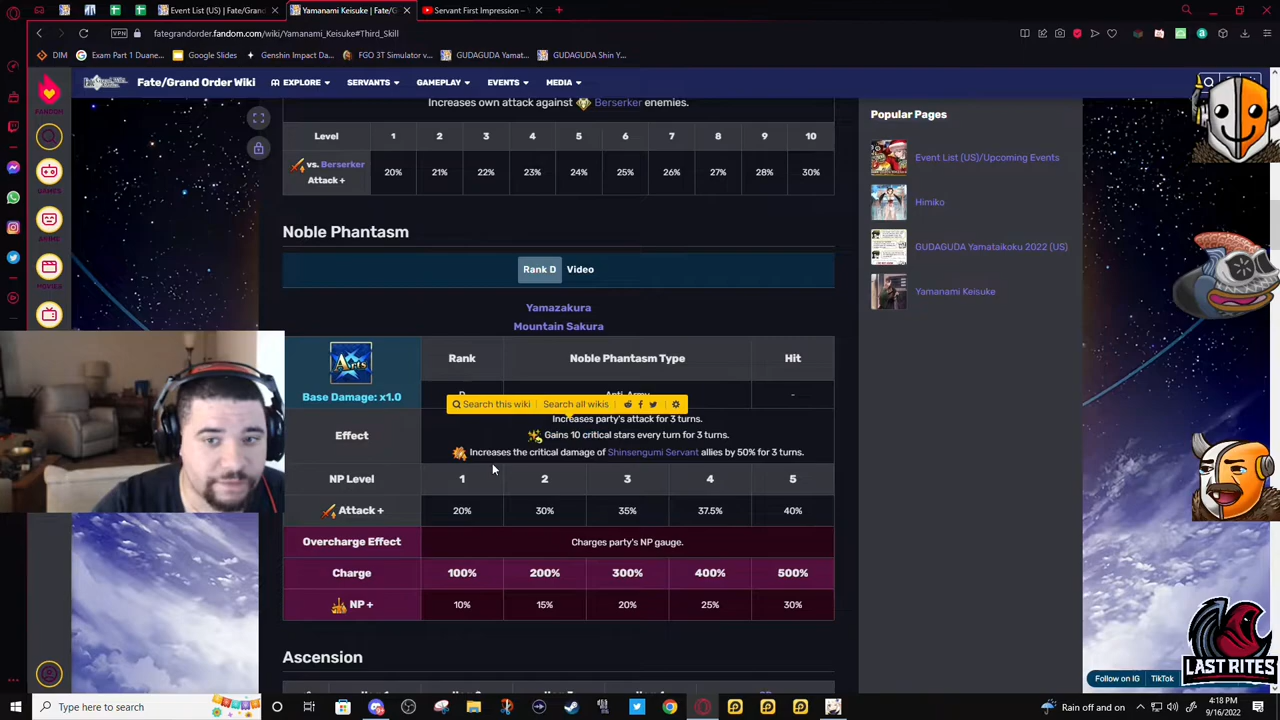 Event List (US) | Fate/Grand
Yamanami Keisuke | Fate/G
Servant First Impression –
VPN
fategrandorder.fandom.com/wiki/Yamanami_Keisuke#Third_Skill
DIM
Exam Part 1 Duane...
Google Slides
Genshin Impact Da...
FGO 3T Simulator v...
GUDAGUDA Yamat...
GUDAGUDA Shin Y...
FANDOM
Fate/Grand Order Wiki
EXPLORE
SERVANTS
GAMEPLAY
EVENTS
MEDIA
GAMES
ANIME
MOVIES
Increases own attack against Berserker enemies.
Level 1 2 3 4 5 6 7 8 9 10
vs. Berserker
Attack +
20% 21% 22% 23% 24% 25% 26% 27% 28% 30%
Noble Phantasm
Rank D Video
Yamazakura
Mountain Sakura
ARTS
Base Damage: x1.0
Rank Noble Phantasm Type Hit
D Anti-Army -
Search this wiki Search all wikis
Effect
Increases party's attack for 3 turns.
Gains 10 critical stars every turn for 3 turns.
Increases the critical damage of Shinsengumi Servant allies by 50% for 3 turns.
NP Level 1 2 3 4 5
Attack + 20% 30% 35% 37.5% 40%
Overcharge Effect Charges party's NP gauge.
Charge 100% 200% 300% 400% 500%
NP + 10% 15% 20% 25% 30%
Ascension
Popular Pages
Event List (US)/Upcoming Events
Himiko
GUDAGUDA Yamataikoku 2022 (US)
Yamanami Keisuke
LAST RITES
Follow on IG
TikTok
Type here to search
Rain off and on
4:18 PM
9/16/2022